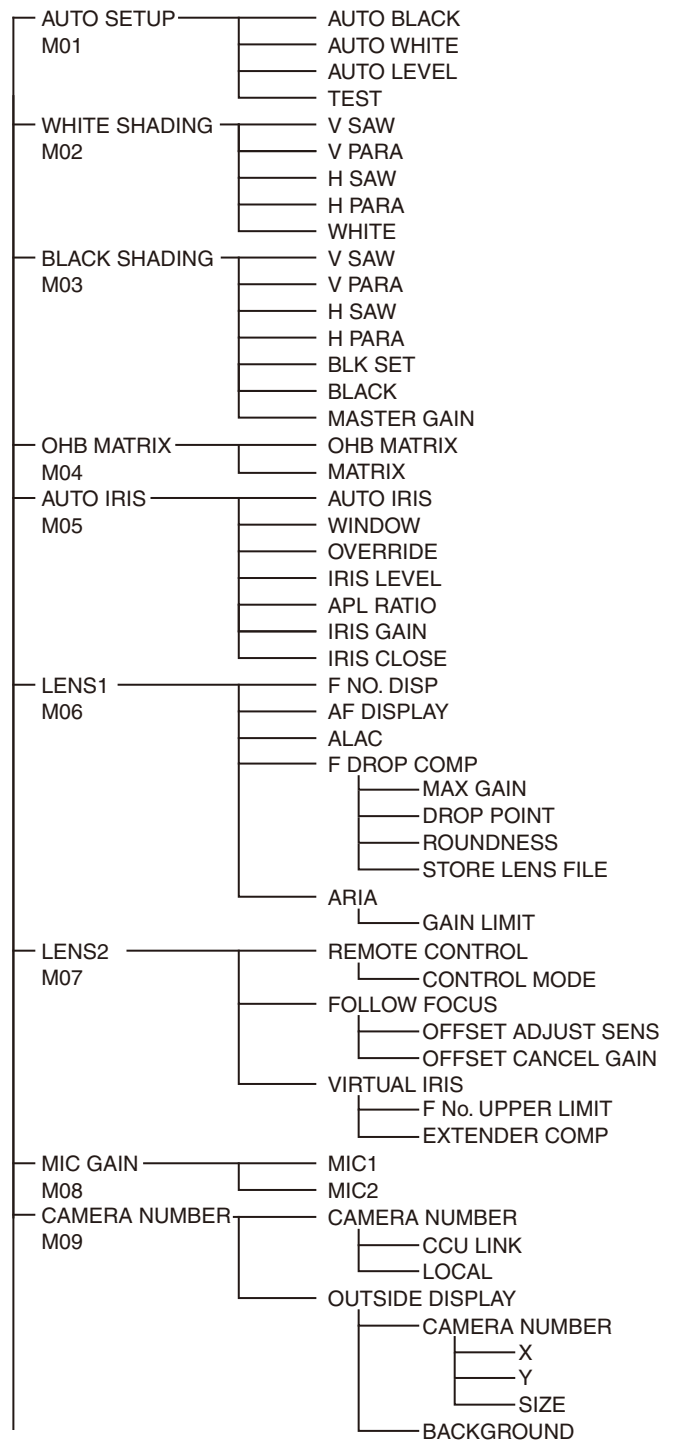 AUTO SETUP
M01
AUTO BLACK
AUTO WHITE
AUTO LEVEL
TEST
WHITE SHADING
M02
V SAW
V PARA
H SAW
H PARA
WHITE
BLACK SHADING
M03
V SAW
V PARA
H SAW
H PARA
BLK SET
BLACK
MASTER GAIN
OHB MATRIX
M04
OHB MATRIX
MATRIX
AUTO IRIS
M05
AUTO IRIS
WINDOW
OVERRIDE
IRIS LEVEL
APL RATIO
IRIS GAIN
IRIS CLOSE
LENS1
M06
F NO. DISP
AF DISPLAY
ALAC
F DROP COMP
MAX GAIN
DROP POINT
ROUNDNESS
STORE LENS FILE
ARIA
GAIN LIMIT
LENS2
M07
REMOTE CONTROL
CONTROL MODE
FOLLOW FOCUS
OFFSET ADJUST SENS
OFFSET CANCEL GAIN
VIRTUAL IRIS
F No. UPPER LIMIT
EXTENDER COMP
MIC GAIN
M08
MIC1
MIC2
CAMERA NUMBER
M09
CAMERA NUMBER
CCU LINK
LOCAL
OUTSIDE DISPLAY
CAMERA NUMBER
X
Y
SIZE
BACKGROUND